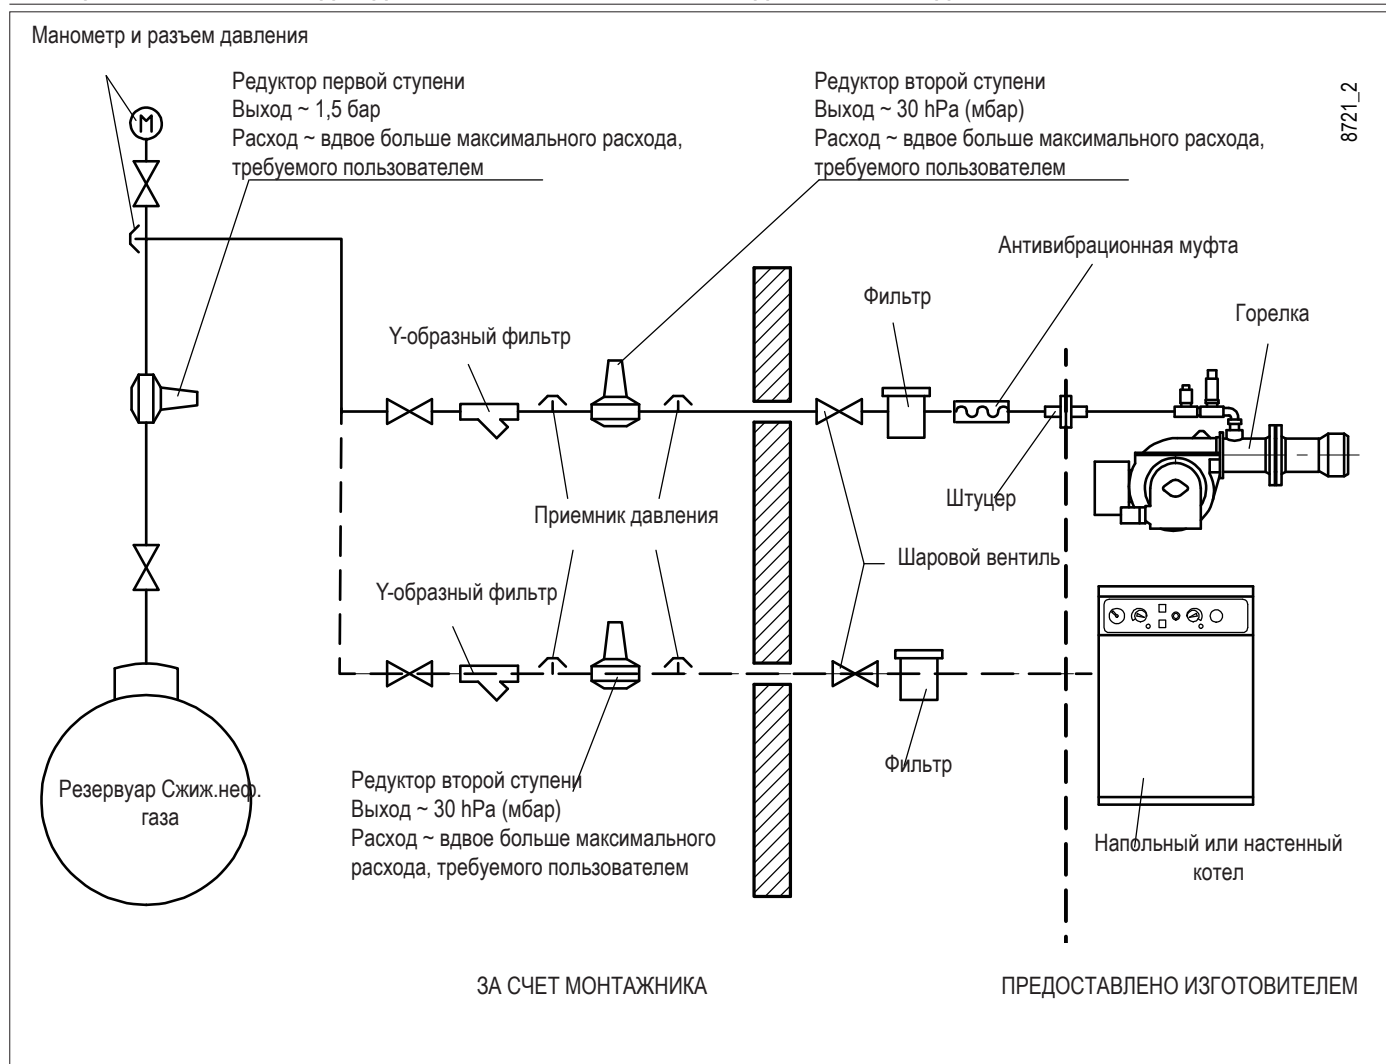 Манометр и разъем давления
Редуктор первой ступени
Выход ~ 1,5 бар
Расход ~ вдвое больше максимального расхода,
требуемого пользователем
Редуктор второй ступени
Выход ~ 30 hPa (мбар)
Расход ~ вдвое больше максимального расхода,
требуемого пользователем
8721_2
M
Антивибрационная муфта
Фильтр
Горелка
Y-образный фильтр
Штуцер
Приемник давления
Шаровой вентиль
Y-образный фильтр
Фильтр
Резервуар Сжиж.неф.
газа
Редуктор второй ступени
Выход ~ 30 hPa (мбар)
Расход ~ вдвое больше максимального
расхода, требуемого пользователем
Напольный или настенный
котел
ЗА СЧЕТ МОНТАЖНИКА
ПРЕДОСТАВЛЕНО ИЗГОТОВИТЕЛЕМ